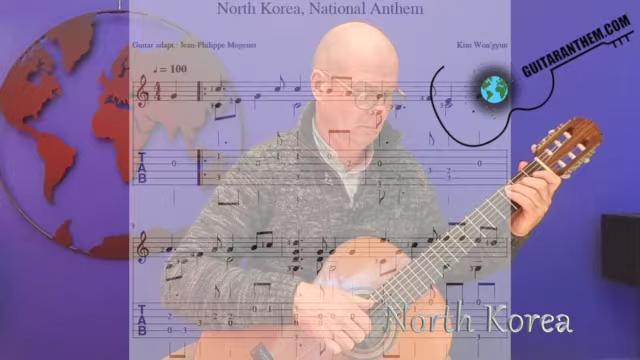 North Korea, National Anthem
Guitar adapt.: Jean-Philippe Mogenet
Kim Won'gyun
♩ = 100
GUITARANTHEM.COM
TAB
TAB
North Korea